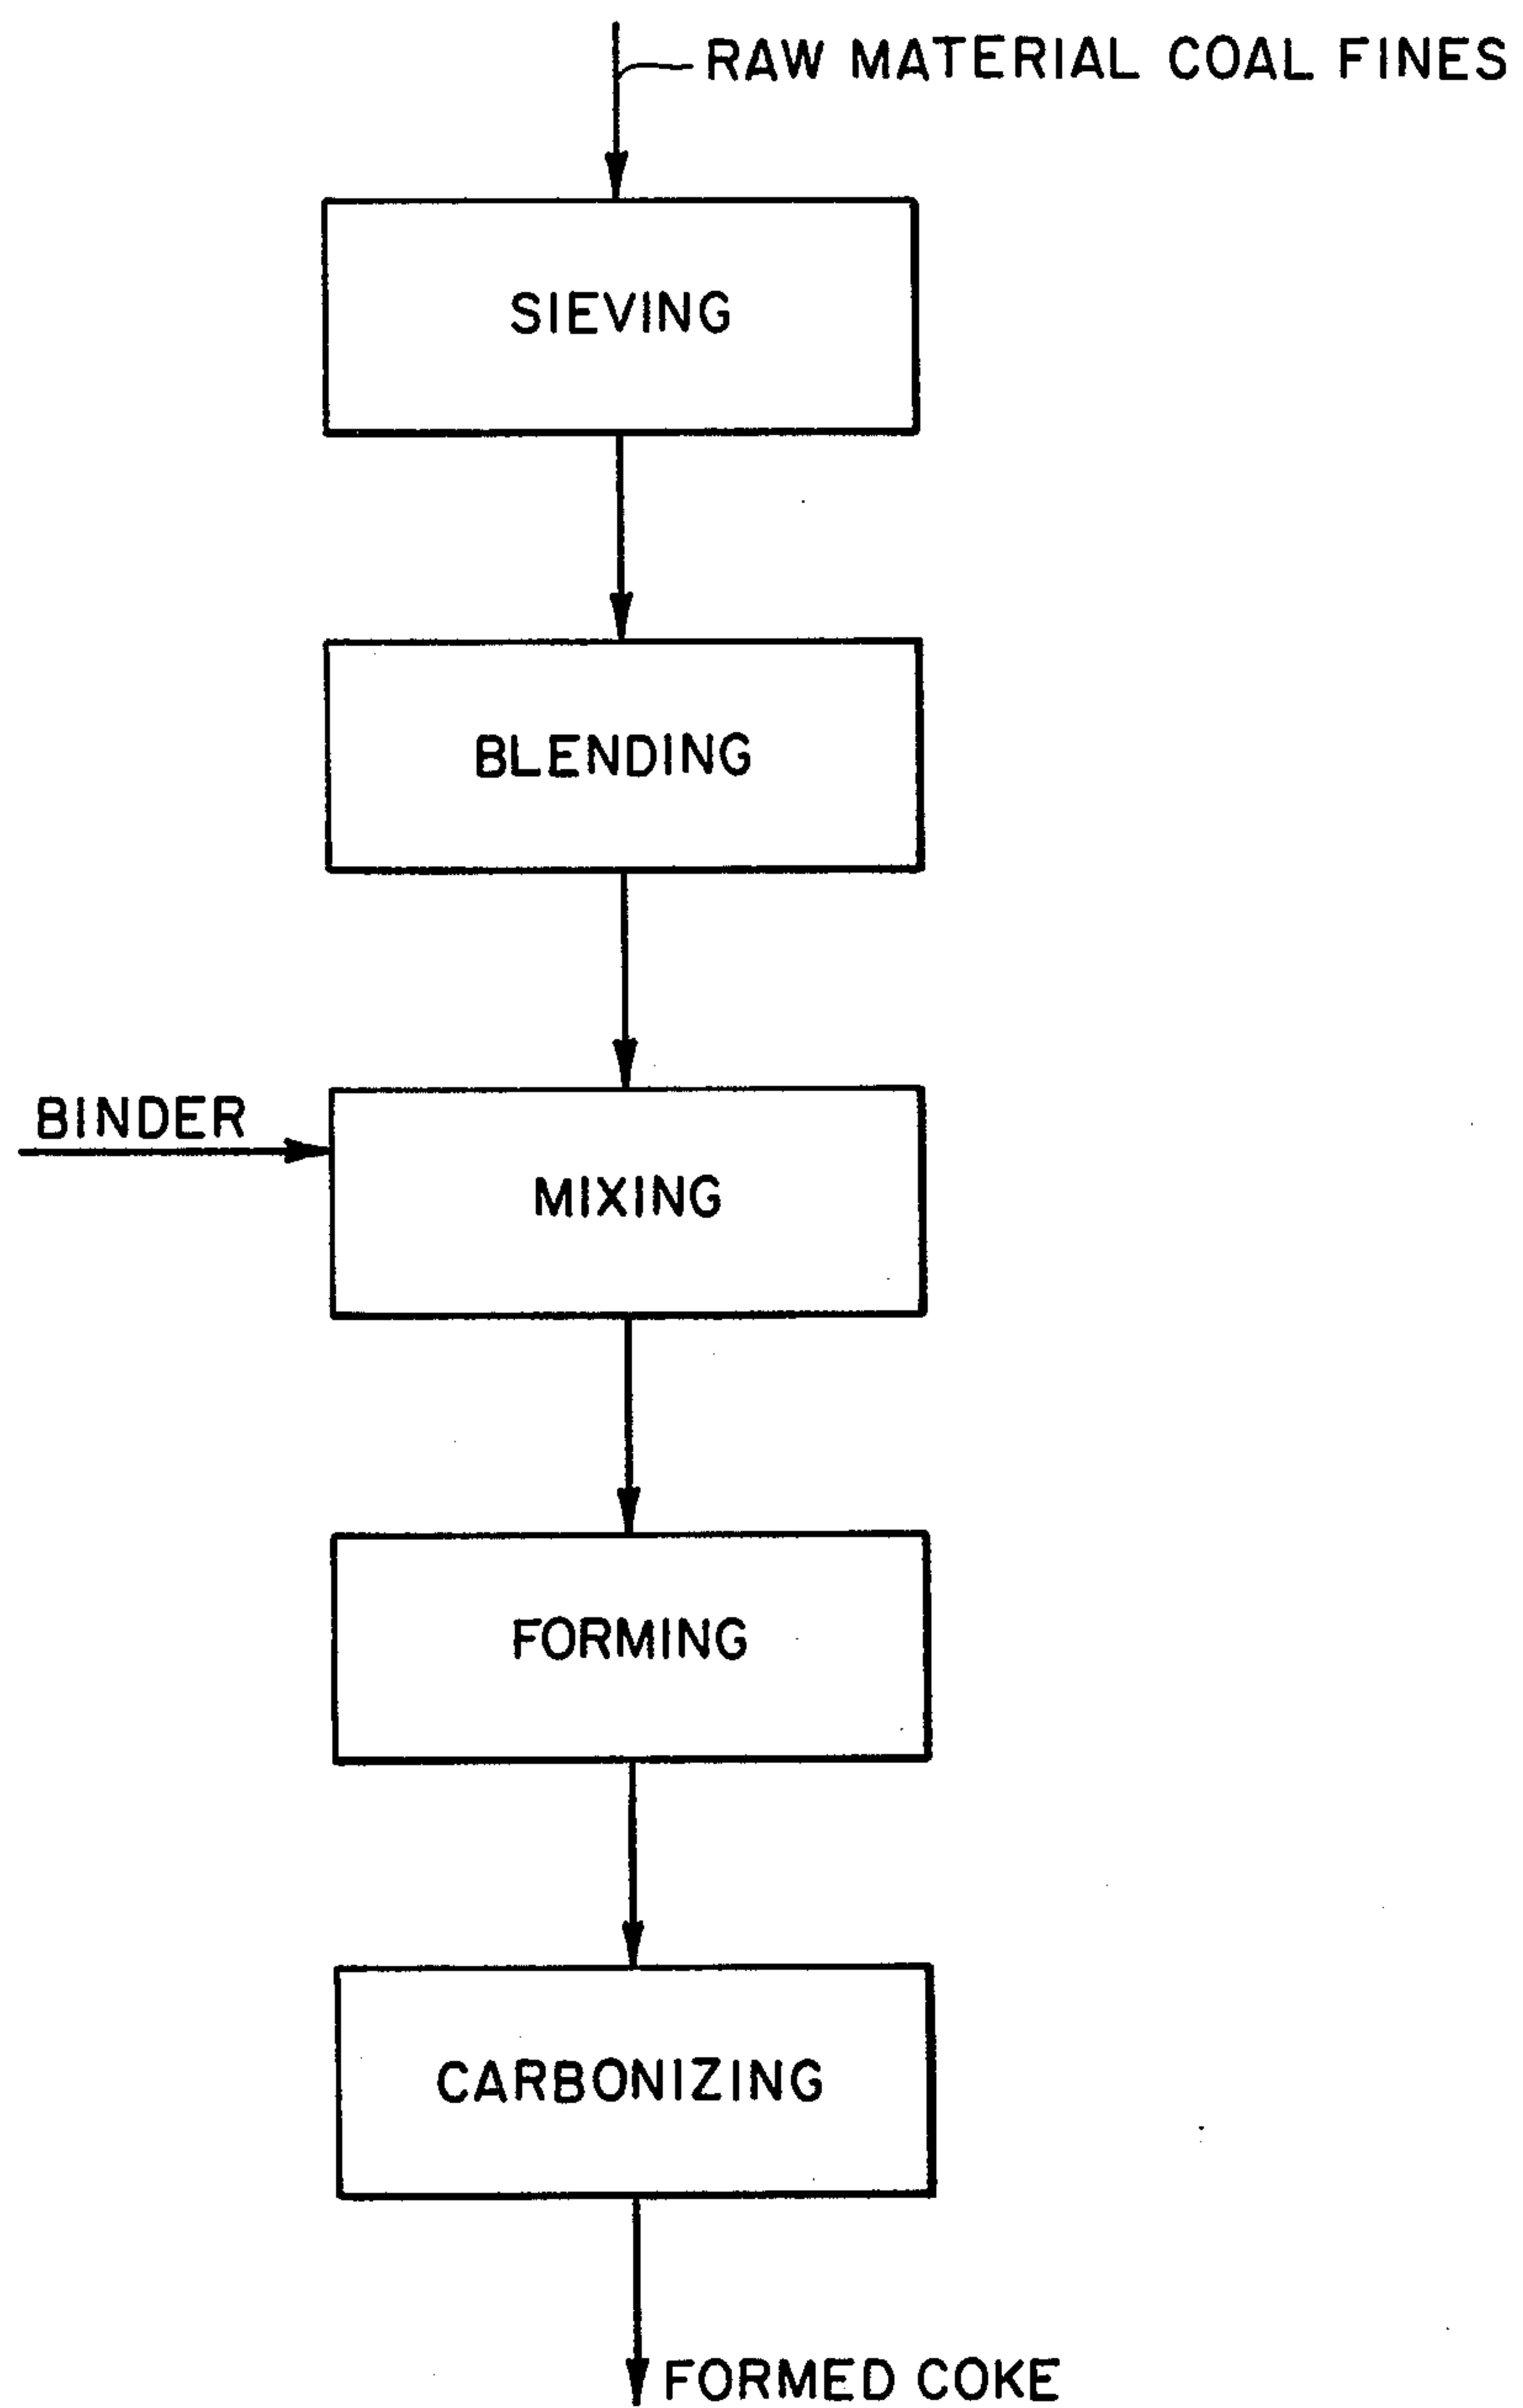 RAW MATERIAL COAL FINES
SIEVING
BLENDING
BINDER
MIXING
FORMING
CARBONIZING
FORMED COKE